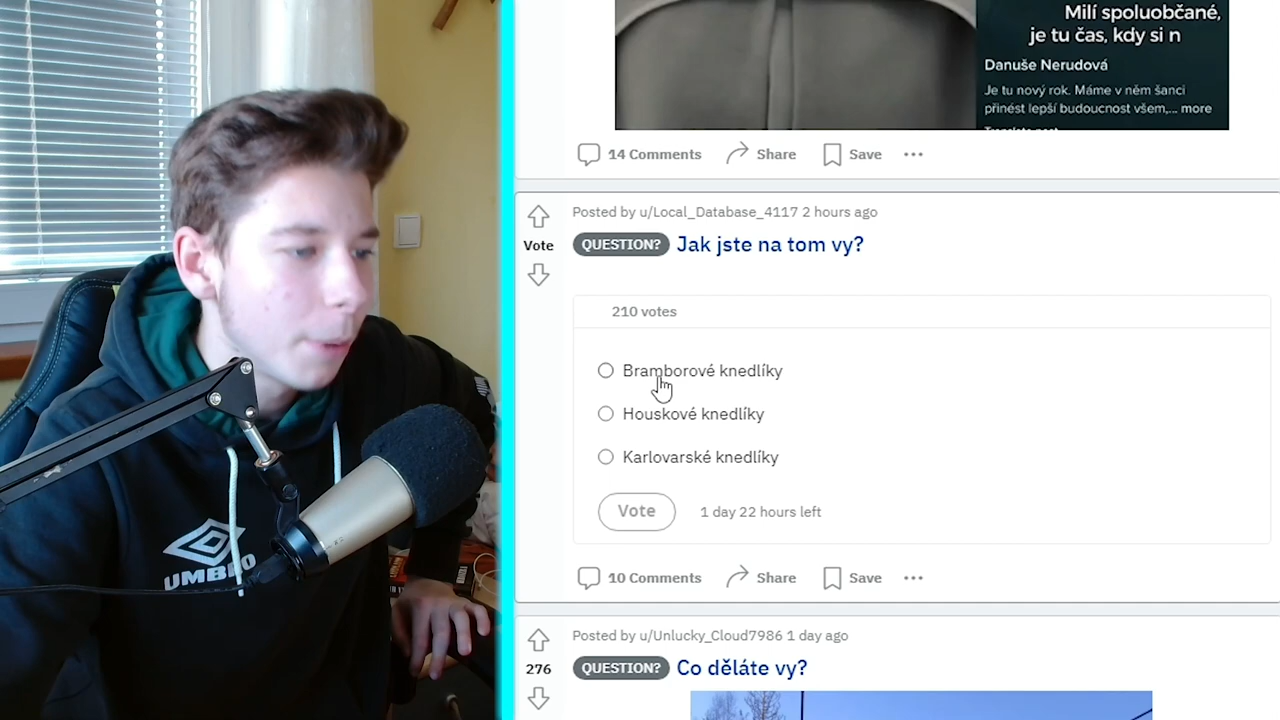 Milí spoluobčané,
je tu čas, kdy si n
Danuše Nerudová
Je tu nový rok. Máme v něm šanci
přinést lepší budoucnost všem,... more
Translate post
14 Comments Share Save
Posted by u/Local_Database_4117 2 hours ago
Vote
QUESTION? Jak jste na tom vy?
210 votes
Bramborové knedlíky
Houskové knedlíky
Karlovarské knedlíky
Vote 1 day 22 hours left
10 Comments Share Save
Posted by u/Unlucky_Cloud7986 1 day ago
276
QUESTION? Co děláte vy?
UMBRO